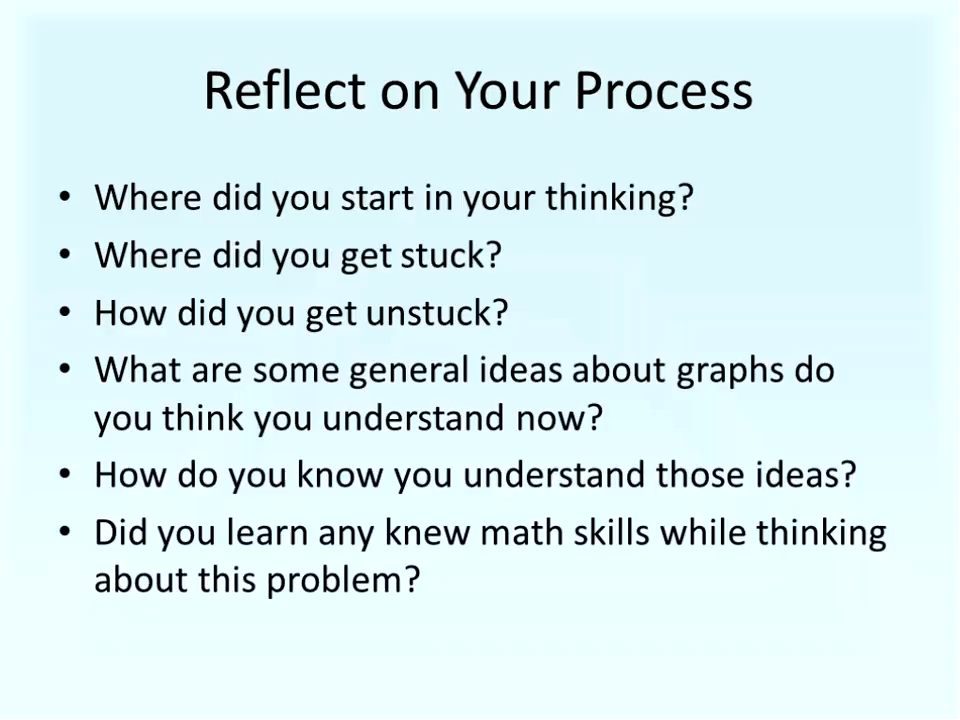 Reflect on Your Process
• Where did you start in your thinking?
• Where did you get stuck?
• How did you get unstuck?
• What are some general ideas about graphs do
you think you understand now?
• How do you know you understand those ideas?
• Did you learn any knew math skills while thinking
about this problem?